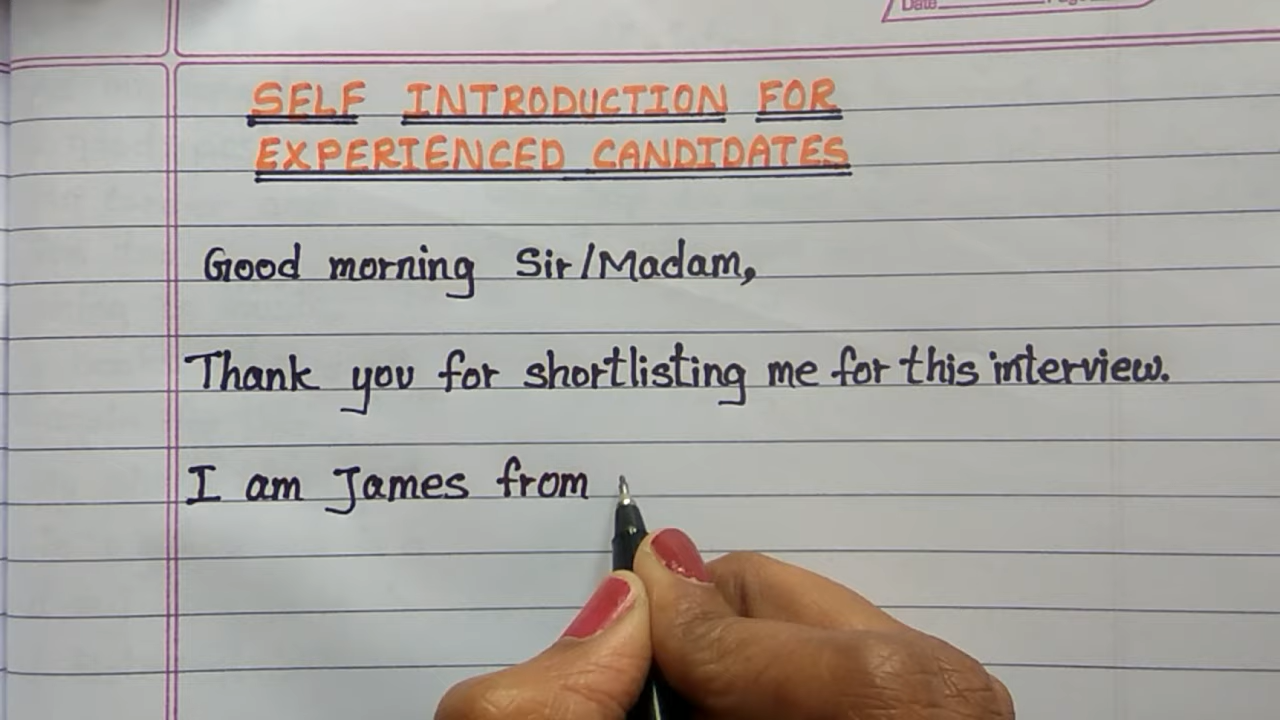 Date
SELF INTRODUCTION FOR
EXPERIENCED CANDIDATES
Good morning Sir/Madam,
Thank you for shortlisting me for this interview.
I am James from